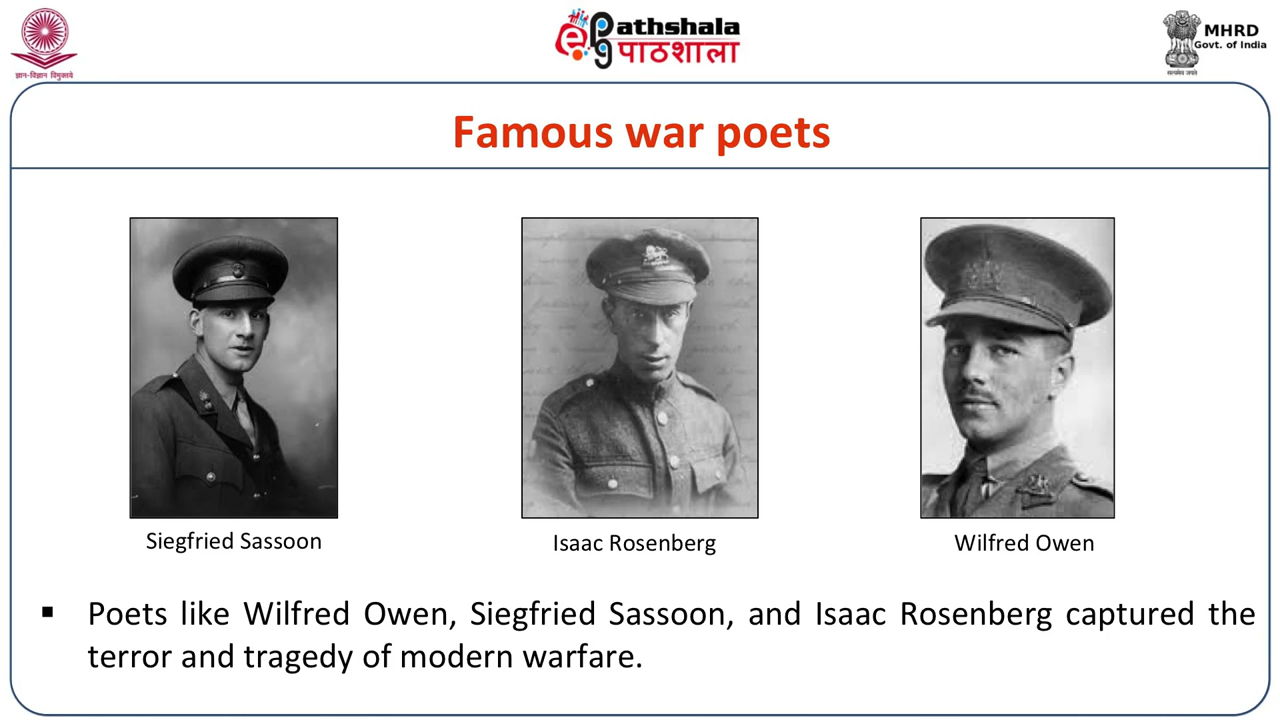 ज्ञान-विज्ञान विमुक्तये
ePathshala
पाठशाला
MHRD
Govt. of India
सत्यमेव जयते
Famous war poets
Siegfried Sassoon
Isaac Rosenberg
Wilfred Owen
▪ Poets like Wilfred Owen, Siegfried Sassoon, and Isaac Rosenberg captured the
terror and tragedy of modern warfare.